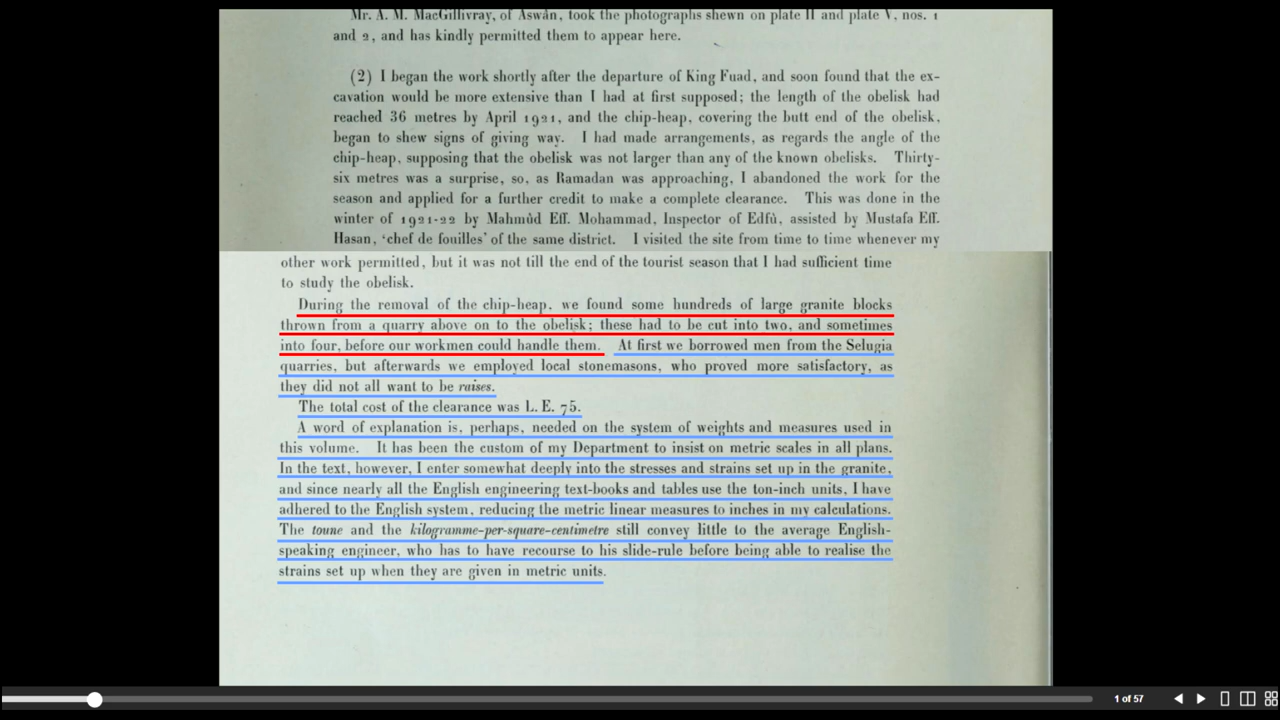 Mr. A. M. MacGillivray, of Aswân, took the photographs shewn on plate II and plate V, nos. 1
and 2, and has kindly permitted them to appear here.
(2) I began the work shortly after the departure of King Fuad, and soon found that the ex-
cavation would be more extensive than I had at first supposed; the length of the obelisk had
reached 36 metres by April 1921, and the chip-heap, covering the butt end of the obelisk,
began to shew signs of giving way. I had made arrangements, as regards the angle of the
chip-heap, supposing that the obelisk was not larger than any of the known obelisks. Thirty-
six metres was a surprise, so, as Ramadan was approaching, I abandoned the work for the
season and applied for a further credit to make a complete clearance. This was done in the
winter of 1921-22 by Mahmûd Eff. Mohammad, Inspector of Edfû, assisted by Mustafa Eff.
Hasan, ‘chef de fouilles’ of the same district. I visited the site from time to time whenever my
other work permitted, but it was not till the end of the tourist season that I had sufficient time
to study the obelisk.
During the removal of the chip-heap, we found some hundreds of large granite blocks
thrown from a quarry above on to the obelisk; these had to be cut into two, and sometimes
into four, before our workmen could handle them. At first we borrowed men from the Selugia
quarries, but afterwards we employed local stonemasons, who proved more satisfactory, as
they did not all want to be raises.
The total cost of the clearance was L. E. 75.
A word of explanation is, perhaps, needed on the system of weights and measures used in
this volume. It has been the custom of my Department to insist on metric scales in all plans.
In the text, however, I enter somewhat deeply into the stresses and strains set up in the granite,
and since nearly all the English engineering text-books and tables use the ton-inch units, I have
adhered to the English system, reducing the metric linear measures to inches in my calculations.
The toune and the kilogramme-per-square-centimetre still convey little to the average English-
speaking engineer, who has to have recourse to his slide-rule before being able to realise the
strains set up when they are given in metric units.
1 of 57